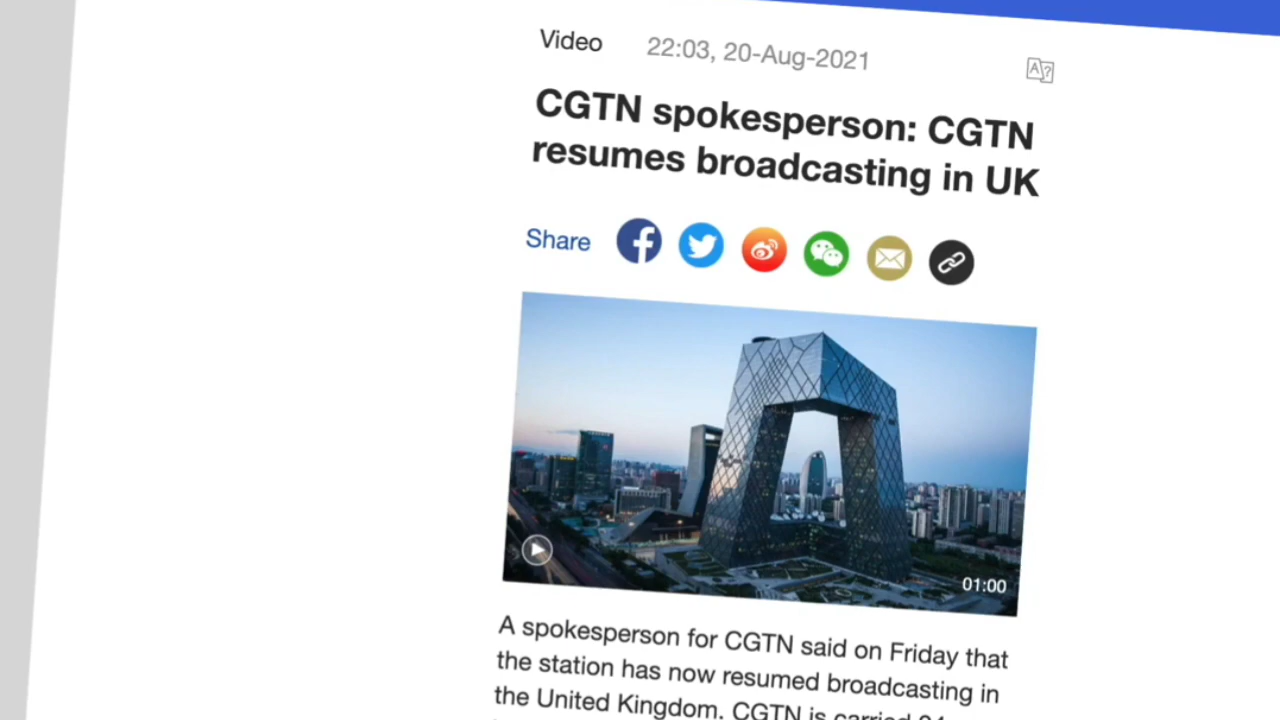 Video 22:03, 20-Aug-2021
CGTN spokesperson: CGTN
resumes broadcasting in UK
Share
01:00
A spokesperson for CGTN said on Friday that
the station has now resumed broadcasting in
the United Kingdom. CGTN is carried